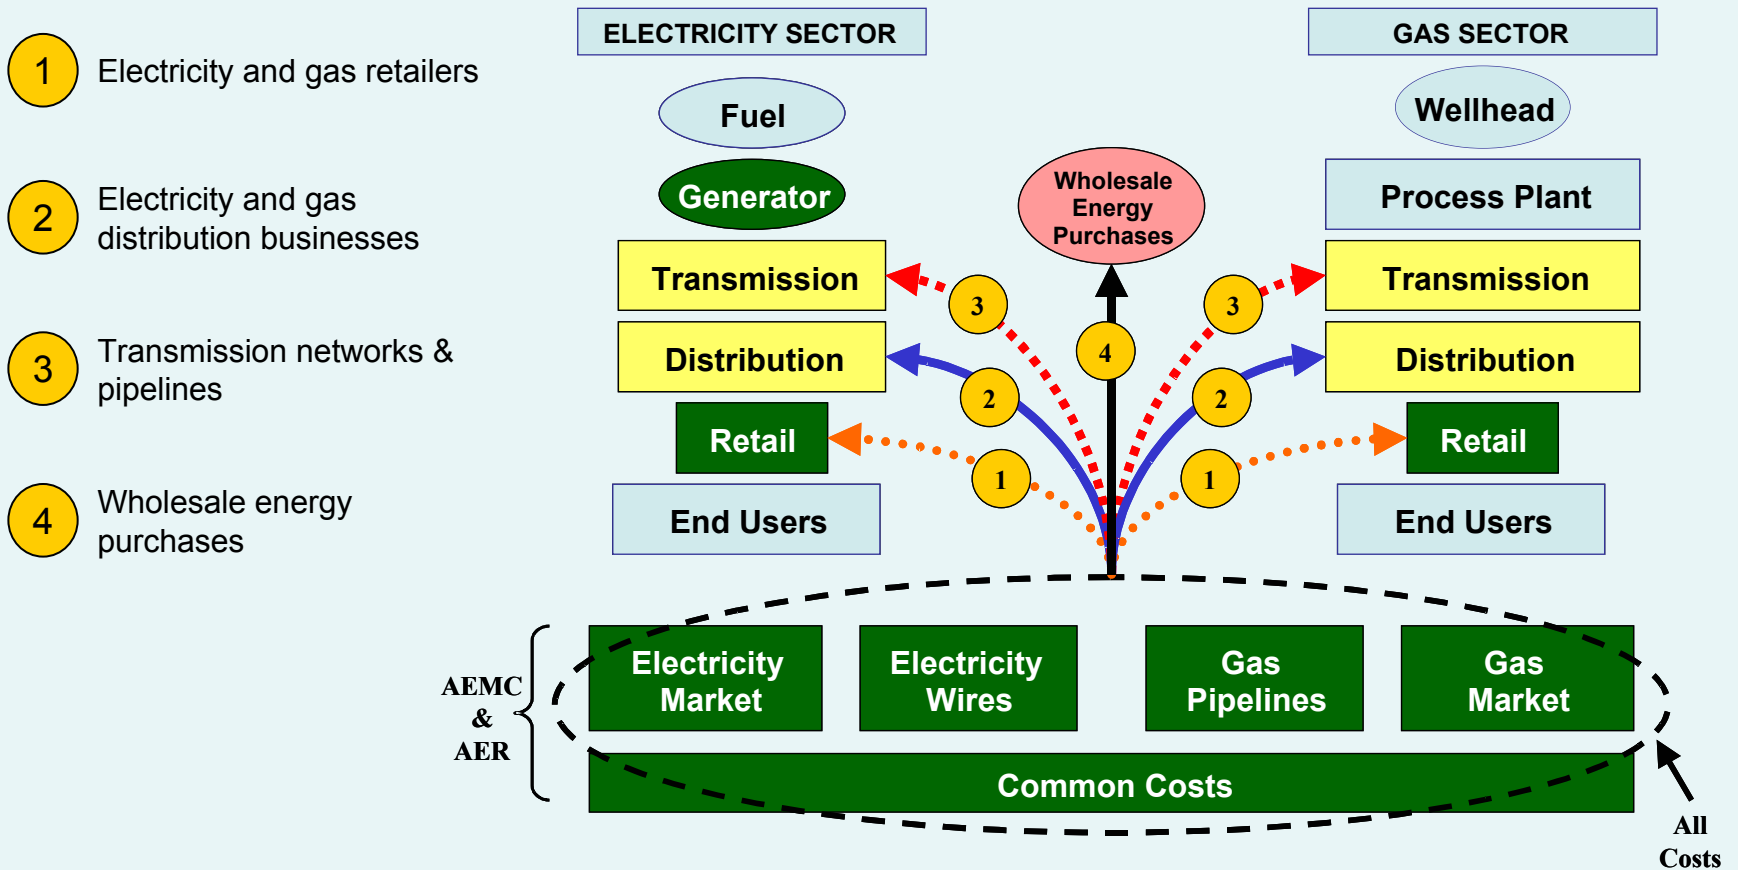 1
Electricity and gas retailers
2
Electricity and gas
distribution businesses
3
Transmission networks &
pipelines
4
Wholesale energy
purchases
ELECTRICITY SECTOR
Fuel
Generator
Transmission
Distribution
Retail
End Users
Wholesale
Energy
Purchases
3
2
1
4
3
2
1
GAS SECTOR
Wellhead
Process Plant
Transmission
Distribution
Retail
End Users
AEMC
&
AER
Electricity
Market
Electricity
Wires
Gas
Pipelines
Gas
Market
Common Costs
All
Costs